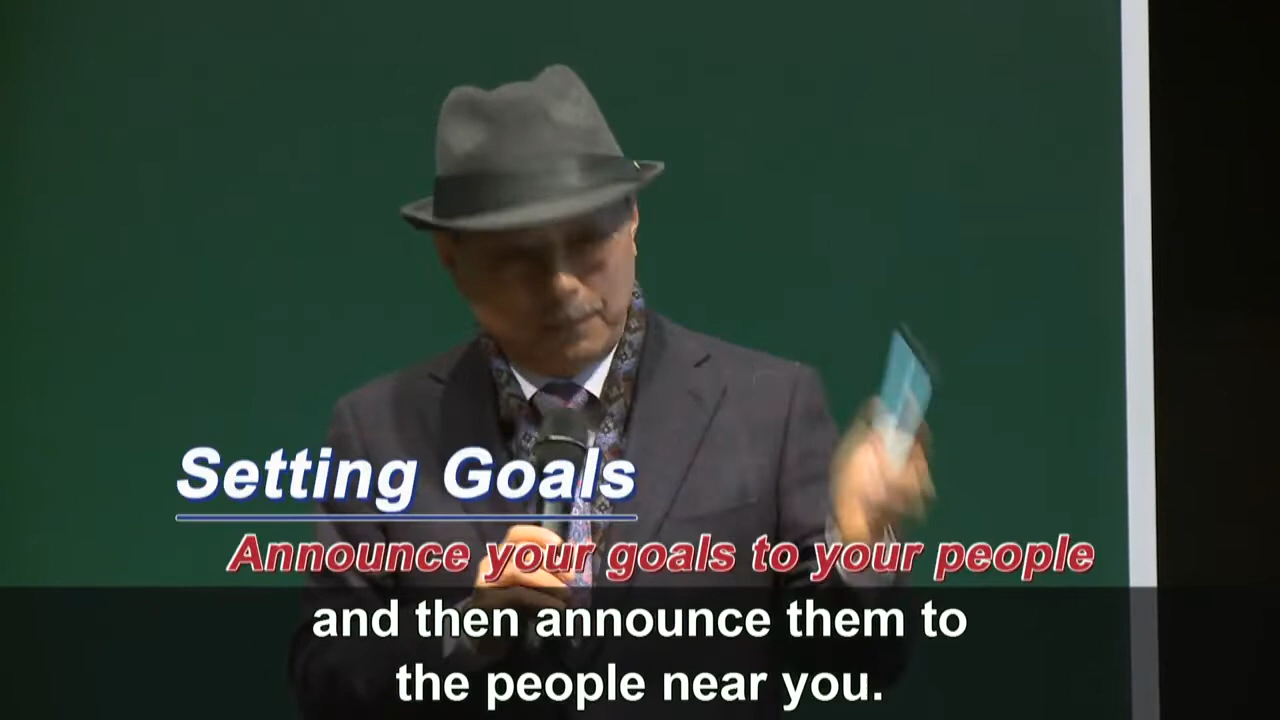 Setting Goals
Announce your goals to your people
and then announce them to
the people near you.